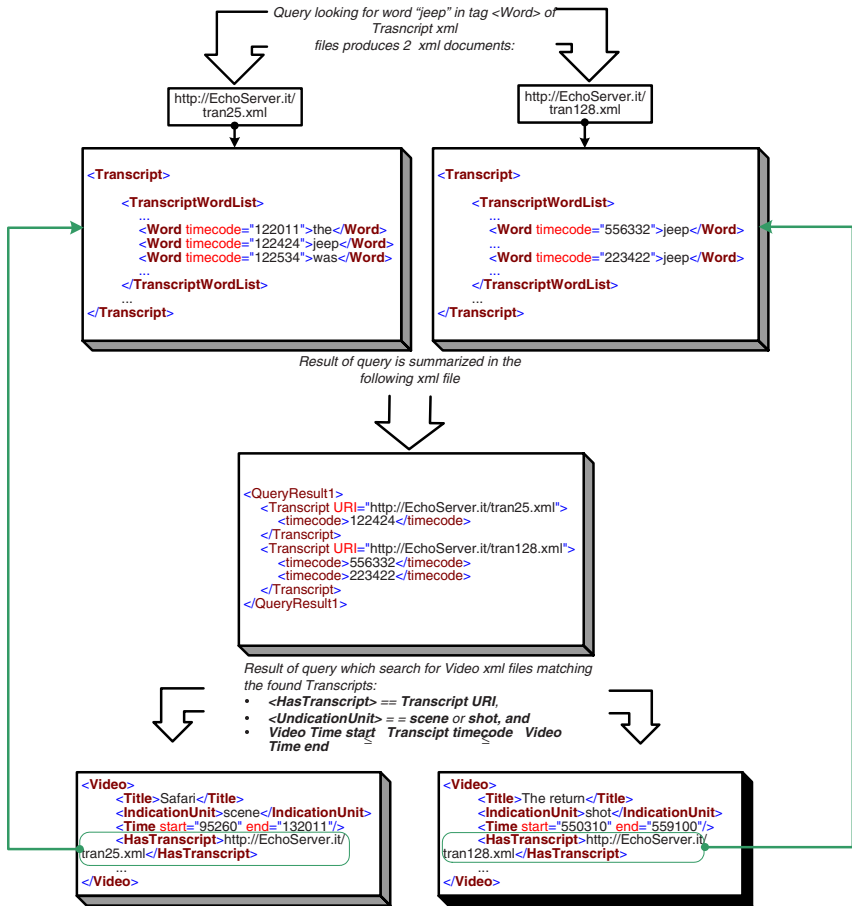 Query looking for word “jeep” in tag <Word> of
Trasncript xml
files produces 2 xml documents:
http://EchoServer.it/
tran25.xml
http://EchoServer.it/
tran128.xml
<Transcript>
<TranscriptWordList>
...
<Word timecode="122011">the</Word>
<Word timecode="122424">jeep</Word>
<Word timecode="122534">was</Word>
...
</TranscriptWordList>
...
</Transcript>
<Transcript>
<TranscriptWordList>
...
<Word timecode="556332">jeep</Word>
...
<Word timecode="223422">jeep</Word>
...
</TranscriptWordList>
...
</Transcript>
Result of query is summarized in the
following xml file
<QueryResult1>
<Transcript URI="http://EchoServer.it/tran25.xml">
<timecode>122424</timecode>
</Transcript>
<Transcript URI="http://EchoServer.it/tran128.xml">
<timecode>556332</timecode>
<timecode>223422</timecode>
</Transcript>
</QueryResult1>
Result of query which search for Video xml files matching
the found Transcripts:
• <HasTranscript> == Transcript URI,
• <UndicationUnit> = = scene or shot, and
• Video Time start ≤ Transcipt timecode ≤ Video
Time end
<Video>
<Title>Safari</Title>
<IndicationUnit>scene</IndicationUnit>
<Time start="95260" end="132011"/>
<HasTranscript>http://EchoServer.it/
tran25.xml</HasTranscript>
...
</Video>
<Video>
<Title>The return</Title>
<IndicationUnit>shot</IndicationUnit>
<Time start="550310" end="559100"/>
<HasTranscript>http://EchoServer.it/
tran128.xml</HasTranscript>
...
</Video>